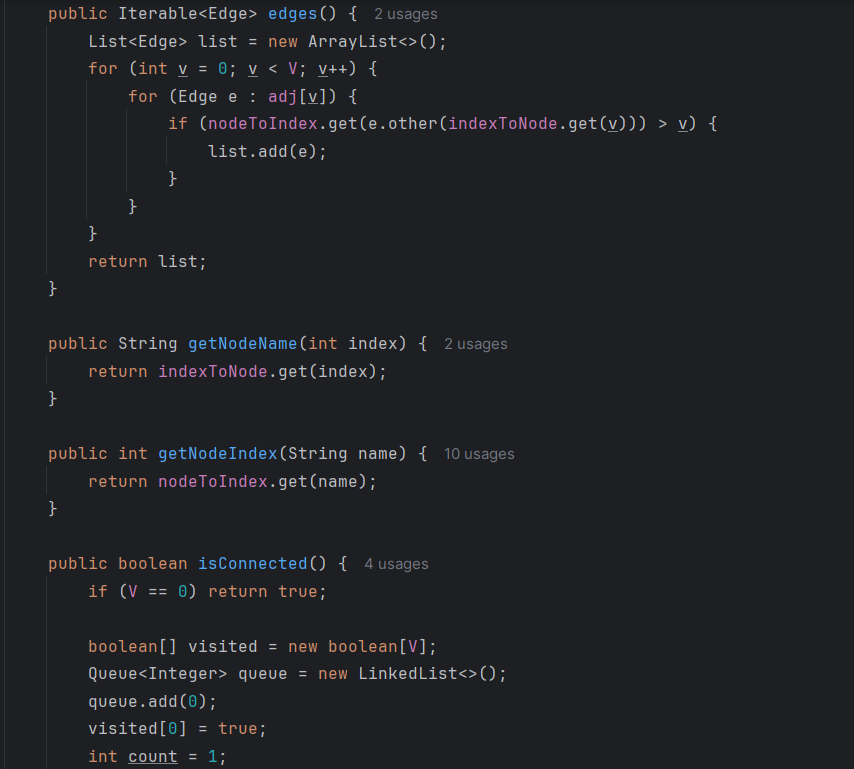 public Iterable<Edge> edges() {  2 usages
    List<Edge> list = new ArrayList<>();
    for (int v = 0; v < V; v++) {
        for (Edge e : adj[v]) {
            if (nodeToIndex.get(e.other(indexToNode.get(v))) > v) {
                list.add(e);
            }
        }
    }
    return list;
}

public String getNodeName(int index) {  2 usages
    return indexToNode.get(index);
}

public int getNodeIndex(String name) {  10 usages
    return nodeToIndex.get(name);
}

public boolean isConnected() {  4 usages
    if (V == 0) return true;

    boolean[] visited = new boolean[V];
    Queue<Integer> queue = new LinkedList<>();
    queue.add(0);
    visited[0] = true;
    int count = 1;